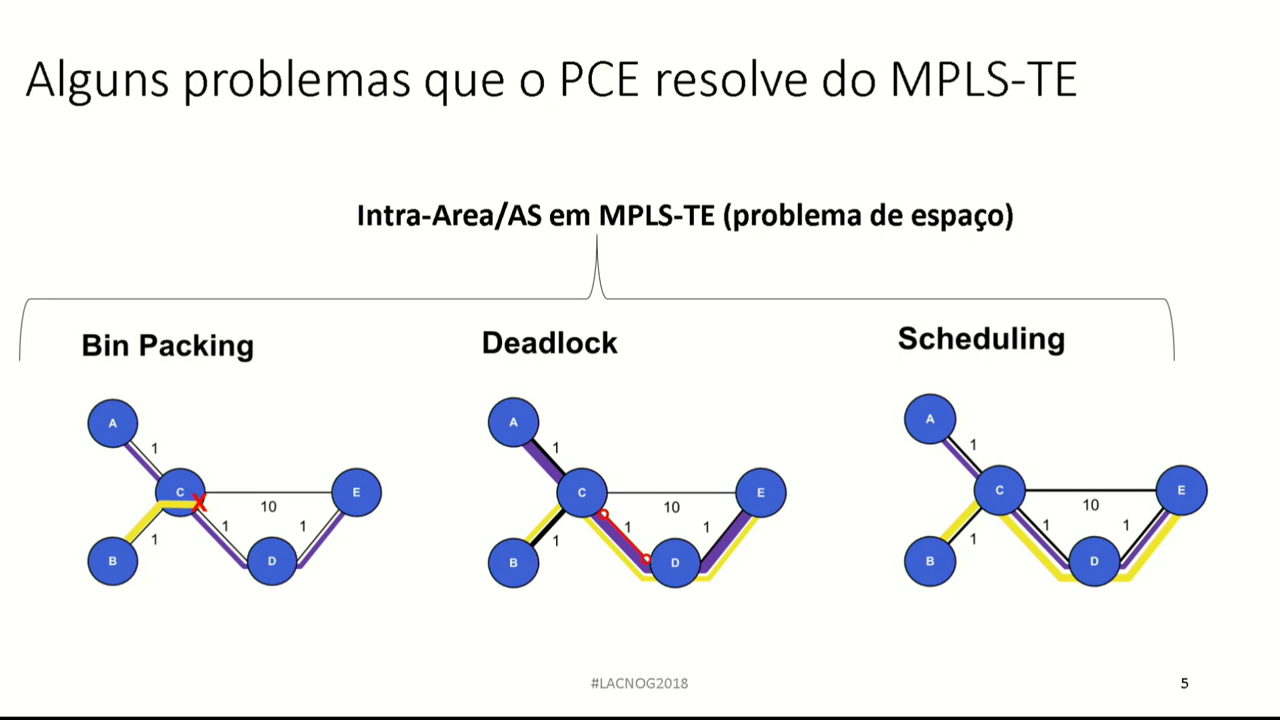 Alguns problemas que o PCE resolve do MPLS-TE
Intra-Area/AS em MPLS-TE (problema de espaço)
Bin Packing
A
1
C
10
E
1
1
1
B
D
Deadlock
A
1
C
10
E
1
1
1
B
D
Scheduling
A
1
C
10
E
1
1
1
B
D
#LACNOG2018
5